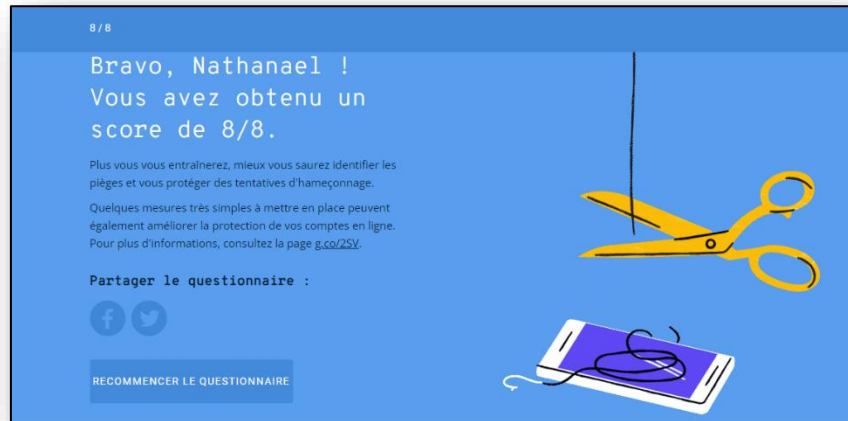 8/8
Bravo, Nathanael !
Vous avez obtenu un
score de 8/8.
Plus vous vous entraînerez, mieux vous saurez identifier les
pièges et vous protéger des tentatives d'hameçonnage.
Quelques mesures très simples à mettre en place peuvent
également améliorer la protection de vos comptes en ligne.
Pour plus d'informations, consultez la page g.co/2SV.
Partager le questionnaire :
RECOMMENCER LE QUESTIONNAIRE